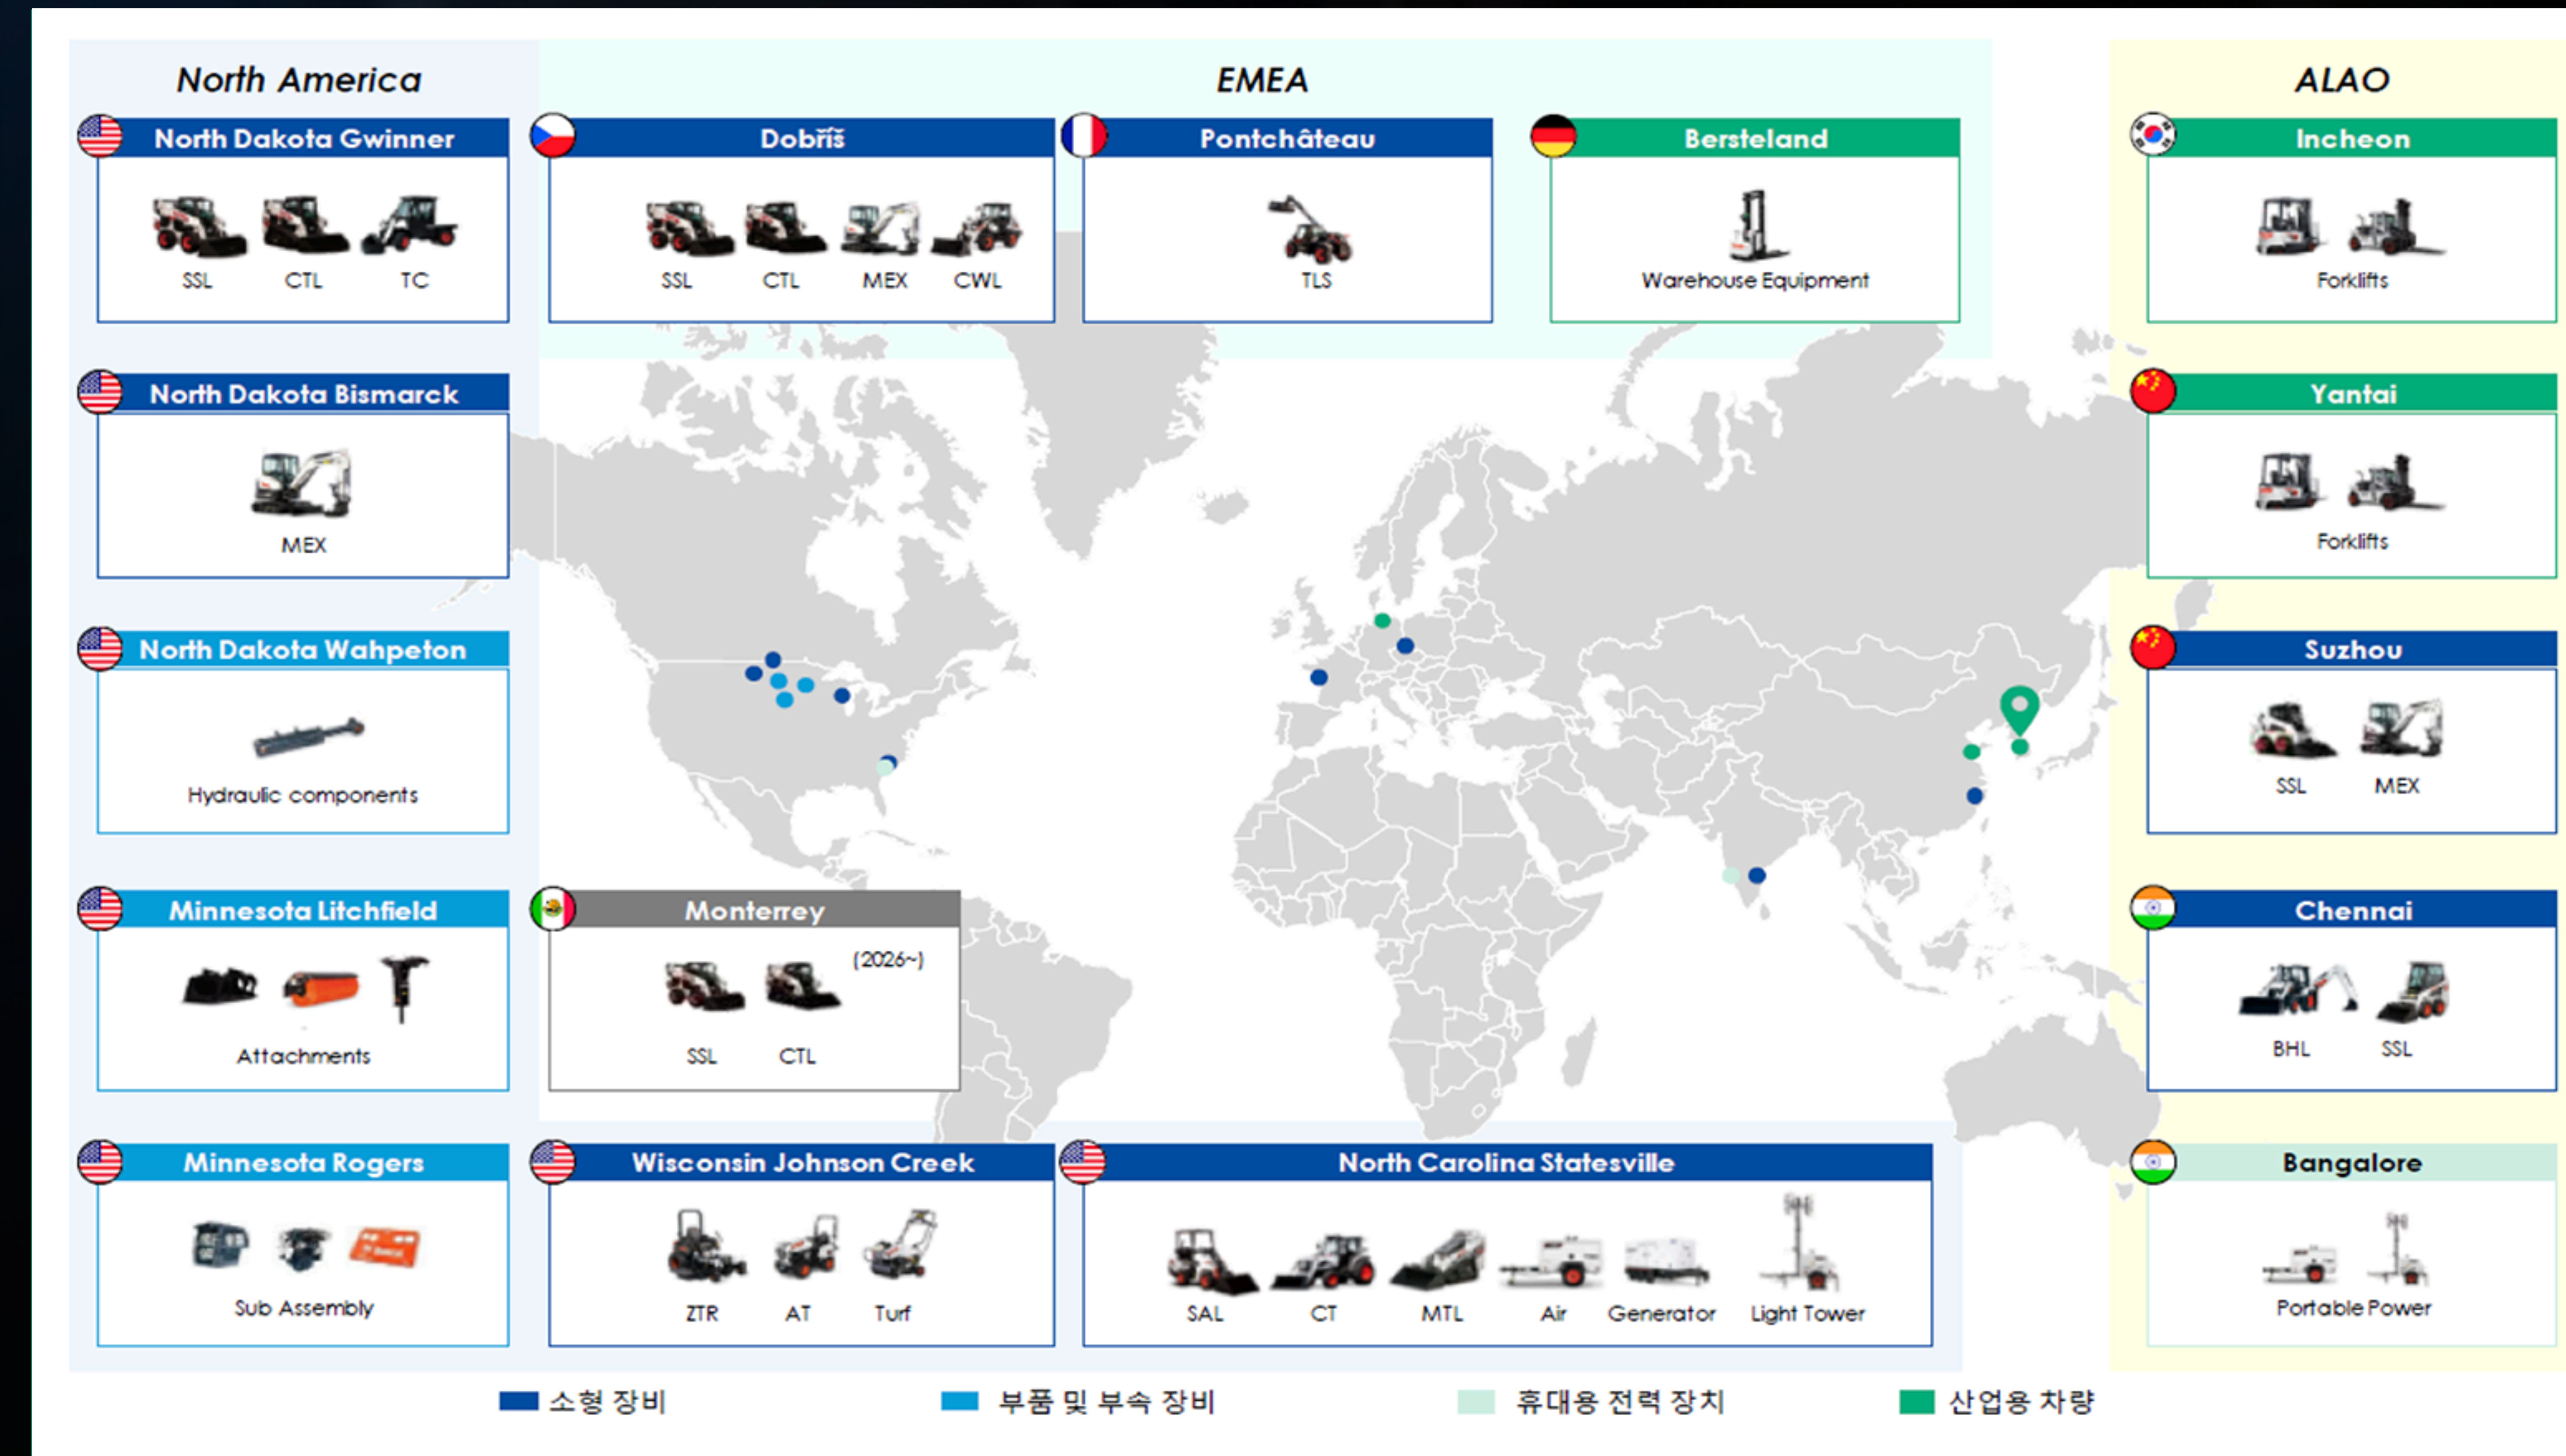 North America
EMEA
ALAO
North Dakota Gwinner
SSL CTL TC
Dobříš
SSL CTL MEX CWL
Pontchâteau
TLS
Bersteland
Warehouse Equipment
Incheon
Forklifts
North Dakota Bismarck
MEX
Yantai
Forklifts
North Dakota Wahpeton
Hydraulic components
Suzhou
SSL MEX
Minnesota Litchfield
Attachments
Monterrey
(2026~)
SSL CTL
Chennai
BHL SSL
Minnesota Rogers
Sub Assembly
Wisconsin Johnson Creek
ZTR AT Turf
North Carolina Statesville
SAL CT MTL Air Generator Light Tower
Bangalore
Portable Power
소형 장비
부품 및 부속 장비
휴대용 전력 장치
산업용 차량